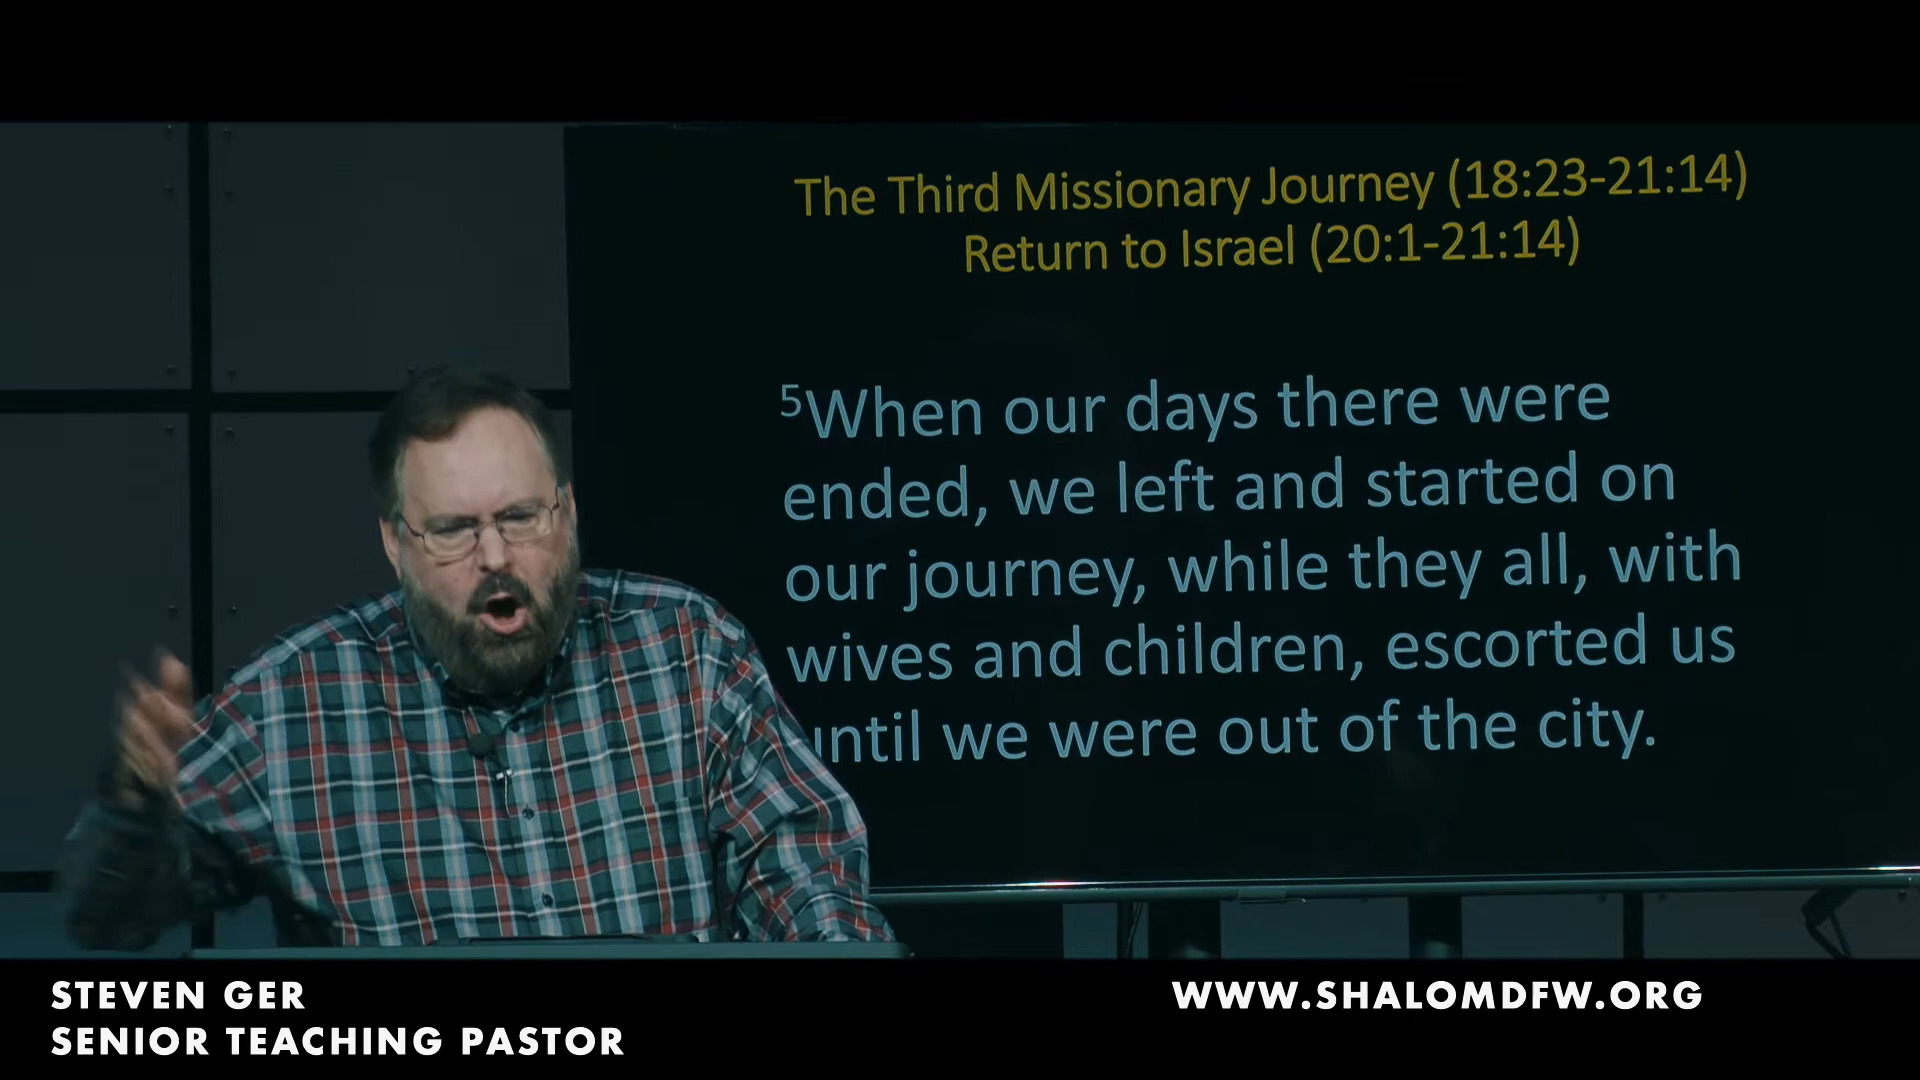 The Third Missionary Journey (18:23-21:14)
Return to Israel (20:1-21:14)
5When our days there were
ended, we left and started on
our journey, while they all, with
wives and children, escorted us
until we were out of the city.
STEVEN GER
SENIOR TEACHING PASTOR
WWW.SHALOMDFW.ORG